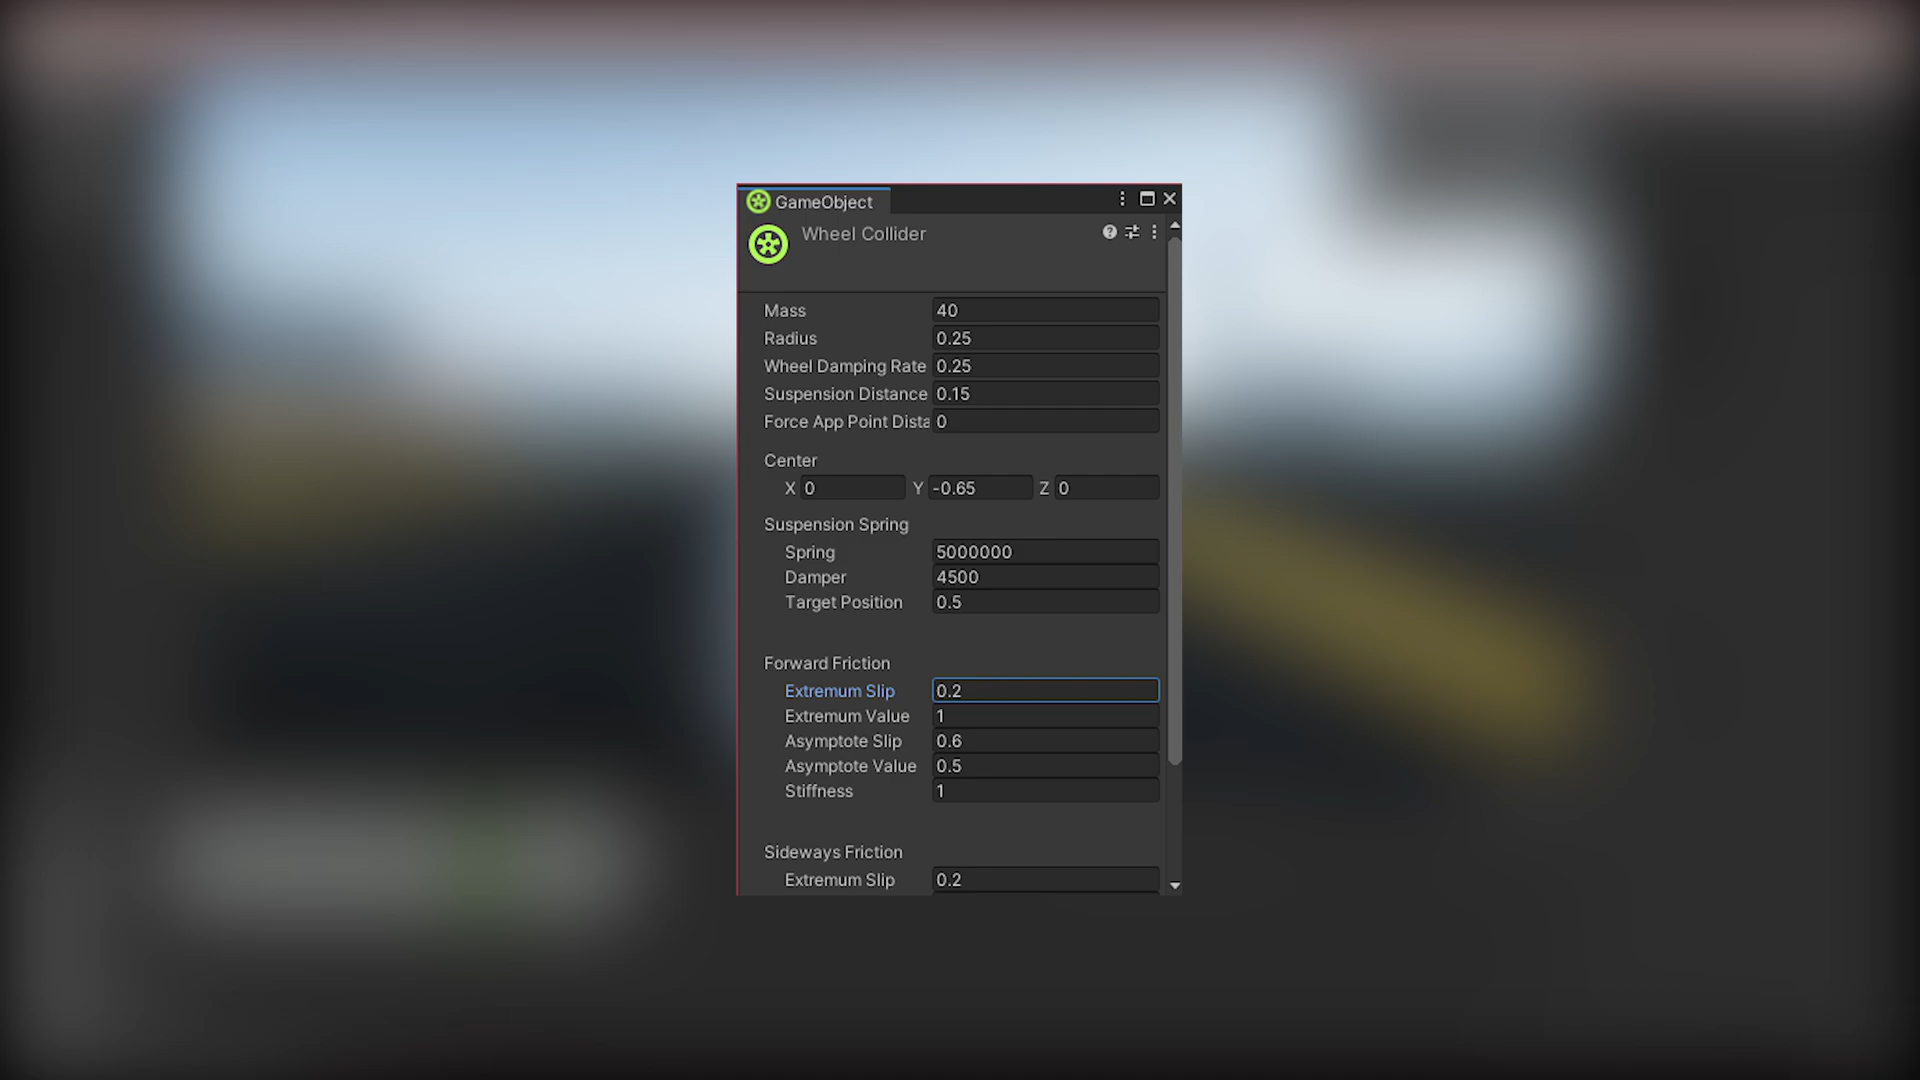 GameObject
Wheel Collider
Mass 40
Radius 0.25
Wheel Damping Rate 0.25
Suspension Distance 0.15
Force App Point Dista 0
Center
X 0 Y -0.65 Z 0
Suspension Spring
Spring 5000000
Damper 4500
Target Position 0.5
Forward Friction
Extremum Slip 0.2
Extremum Value 1
Asymptote Slip 0.6
Asymptote Value 0.5
Stiffness 1
Sideways Friction
Extremum Slip 0.2